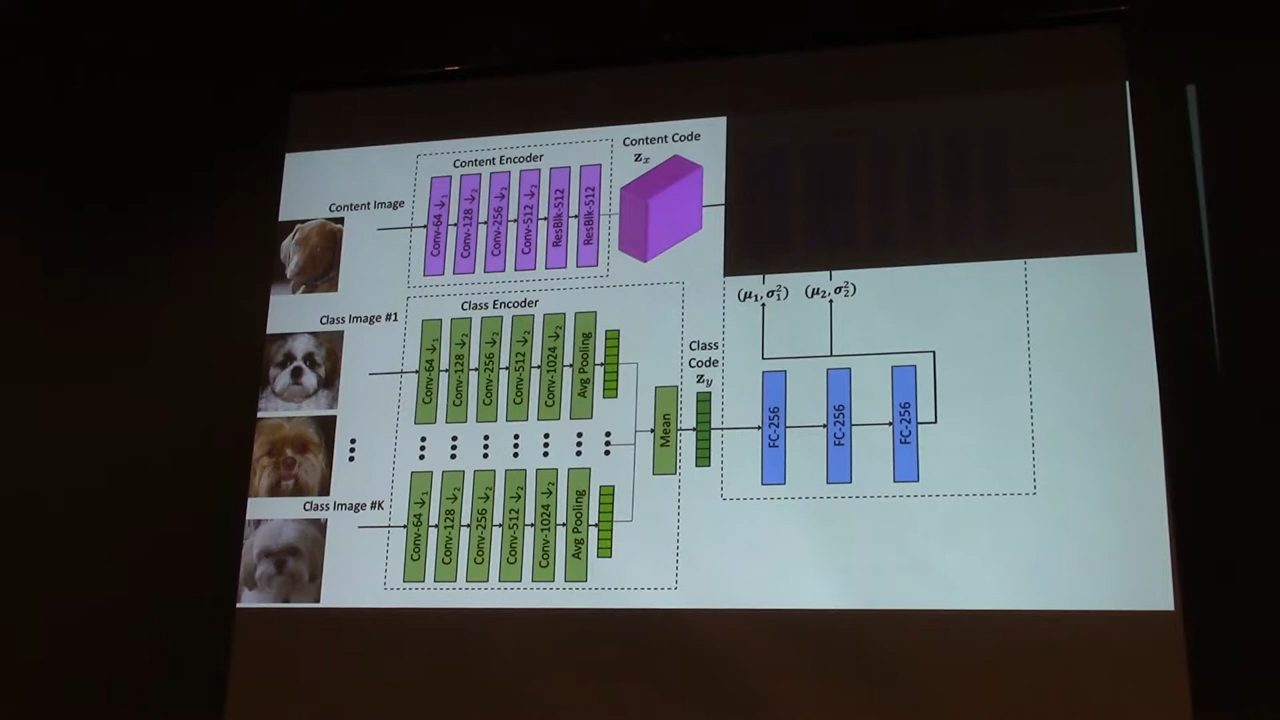 Content Image
Content Encoder
Conv-64 ↓1
Conv-128 ↓2
Conv-256 ↓2
Conv-512 ↓2
ResBlk-512
ResBlk-512
Content Code
z_x
Class Image #1
Class Encoder
Conv-64 ↓1
Conv-128 ↓2
Conv-256 ↓2
Conv-512 ↓2
Conv-1024 ↓2
Avg Pooling
Class Image #K
Conv-64 ↓1
Conv-128 ↓2
Conv-256 ↓2
Conv-512 ↓2
Conv-1024 ↓2
Avg Pooling
Mean
Class
Code
z_y
(μ₁, σ₁²) (μ₂, σ₂²)
FC-256
FC-256
FC-256